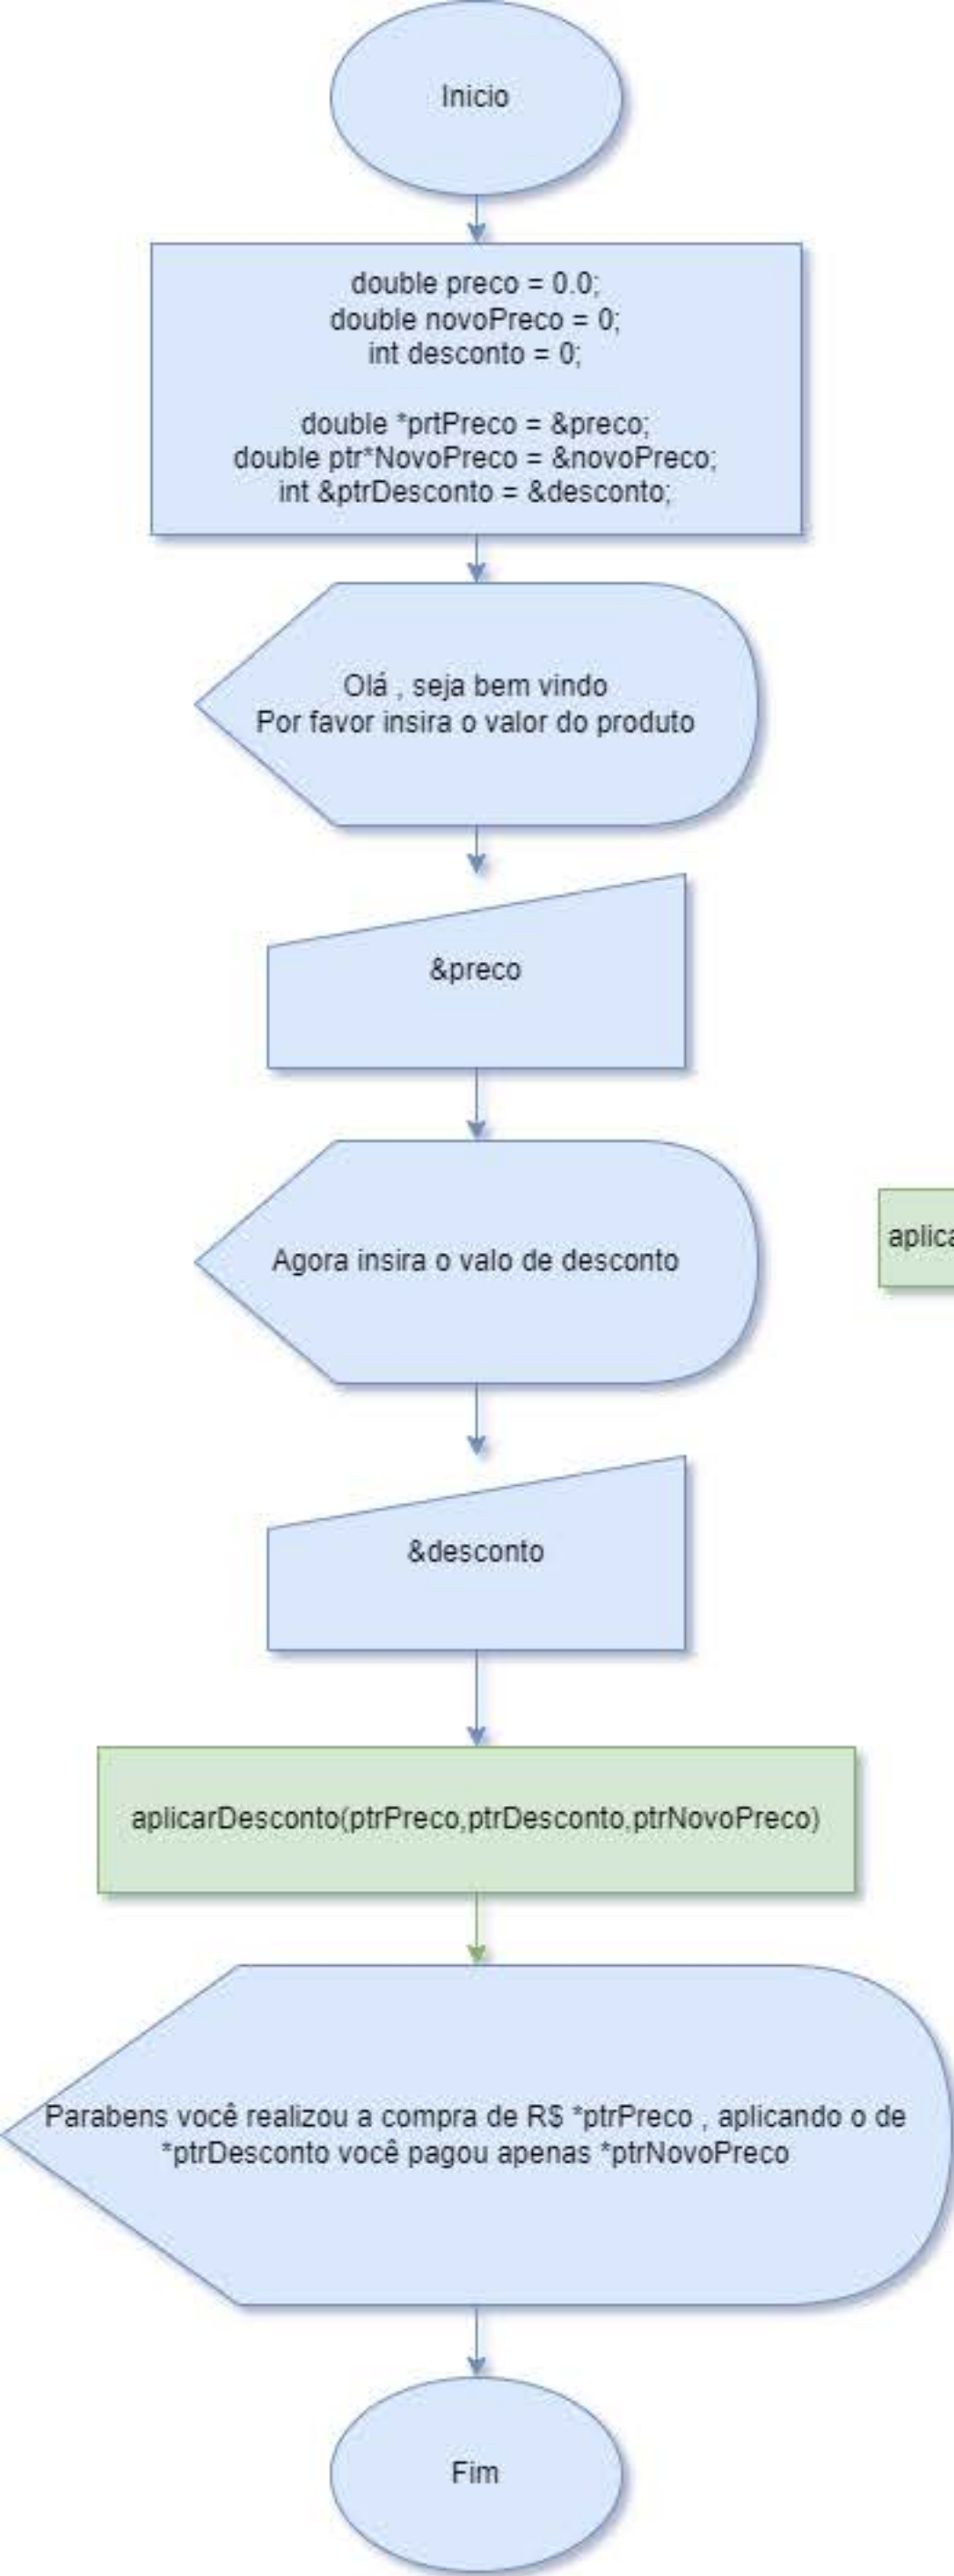 Inicio
double preco = 0.0;
double novoPreco = 0;
int desconto = 0;
double *prtPreco = &preco;
double ptr*NovoPreco = &novoPreco;
int &ptrDesconto = &desconto;
Olá , seja bem vindo
Por favor insira o valor do produto
&preco
Agora insira o valo de desconto
&desconto
aplicarDesconto(ptrPreco,ptrDesconto,ptrNovoPreco)
Parabens você realizou a compra de R$ *ptrPreco , aplicando o de
*ptrDesconto você pagou apenas *ptrNovoPreco
Fim